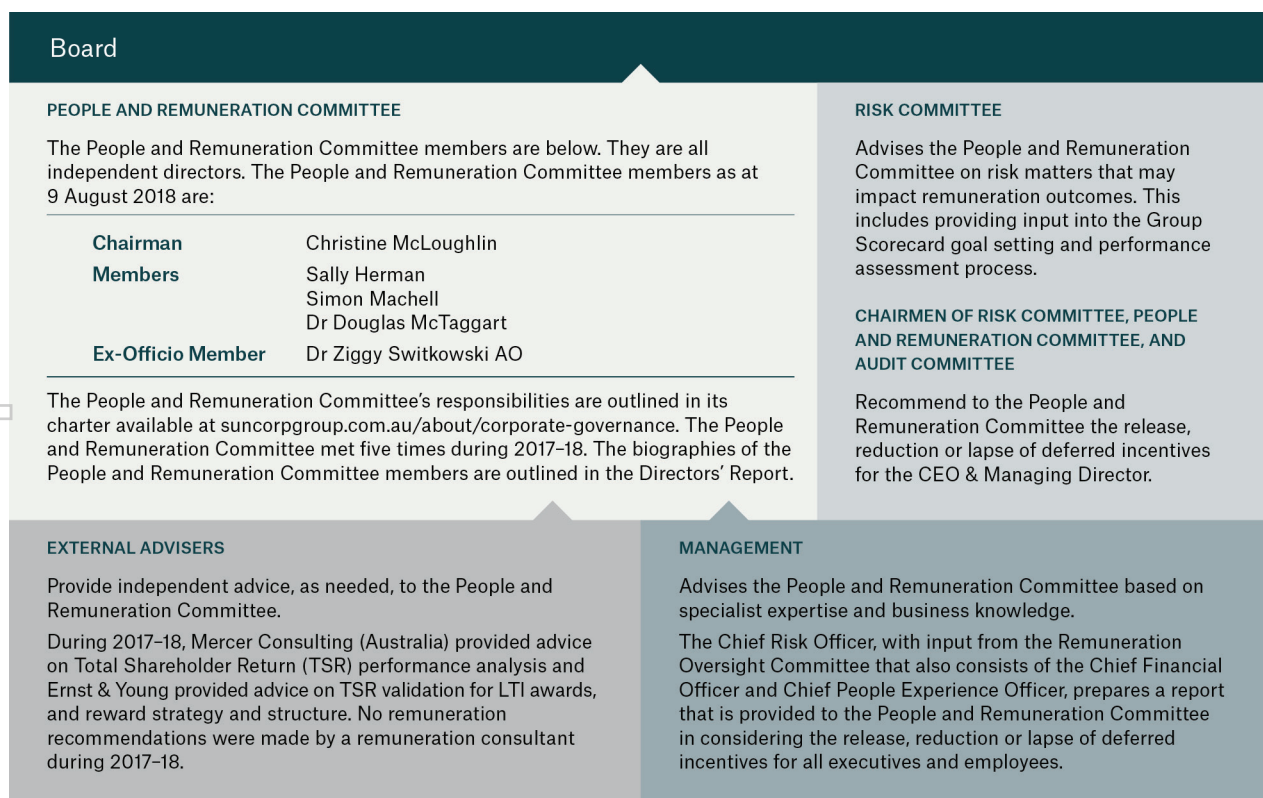 Board
PEOPLE AND REMUNERATION COMMITTEE
The People and Remuneration Committee members are below. They are all
independent directors. The People and Remuneration Committee members as at
9 August 2018 are:
Chairman Christine McLoughlin
Members Sally Herman
Simon Machell
Dr Douglas McTaggart
Ex-Officio Member Dr Ziggy Switkowski AO
The People and Remuneration Committee’s responsibilities are outlined in its
charter available at suncorpgroup.com.au/about/corporate-governance. The People
and Remuneration Committee met five times during 2017–18. The biographies of the
People and Remuneration Committee members are outlined in the Directors’ Report.
RISK COMMITTEE
Advises the People and Remuneration
Committee on risk matters that may
impact remuneration outcomes. This
includes providing input into the Group
Scorecard goal setting and performance
assessment process.
CHAIRMEN OF RISK COMMITTEE, PEOPLE
AND REMUNERATION COMMITTEE, AND
AUDIT COMMITTEE
Recommend to the People and
Remuneration Committee the release,
reduction or lapse of deferred incentives
for the CEO & Managing Director.
EXTERNAL ADVISERS
Provide independent advice, as needed, to the People and
Remuneration Committee.
During 2017–18, Mercer Consulting (Australia) provided advice
on Total Shareholder Return (TSR) performance analysis and
Ernst & Young provided advice on TSR validation for LTI awards,
and reward strategy and structure. No remuneration
recommendations were made by a remuneration consultant
during 2017–18.
MANAGEMENT
Advises the People and Remuneration Committee based on
specialist expertise and business knowledge.
The Chief Risk Officer, with input from the Remuneration
Oversight Committee that also consists of the Chief Financial
Officer and Chief People Experience Officer, prepares a report
that is provided to the People and Remuneration Committee
in considering the release, reduction or lapse of deferred
incentives for all executives and employees.